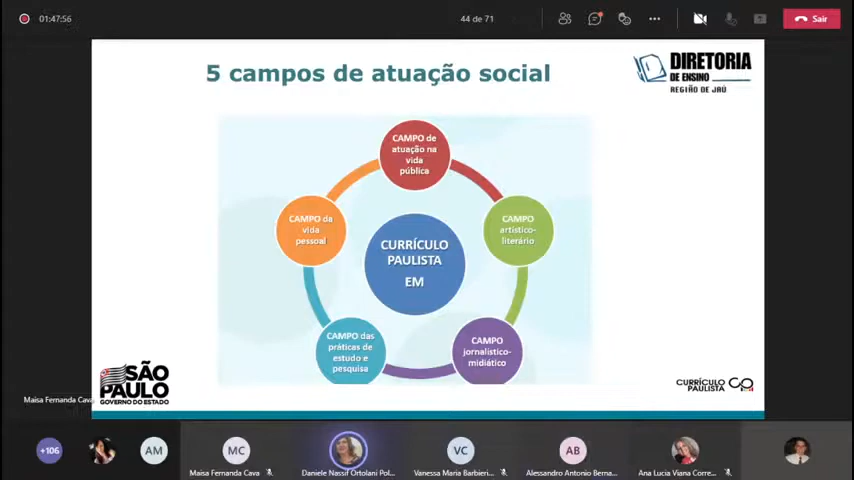 01:47:56
44 de 71
Sair
5 campos de atuação social
DIRETORIA
DE ENSINO
REGIÃO DE JAÚ
CAMPO de
atuação na
vida
pública
CAMPO da
vida
pessoal
CAMPO
artístico-
literário
CURRÍCULO
PAULISTA
EM
CAMPO das
práticas de
estudo e
pesquisa
CAMPO
jornalístico-
midiático
SÃO
PAULO
GOVERNO DO ESTADO
CURRÍCULO
PAULISTA
Maisa Fernanda Cava
+106
AM
MC
VC
AB
Maisa Fernanda Cava
Daniele Nassif Ortolani Pol...
Vanessa Maria Barbieri...
Alessandro Antonio Berna...
Ana Lucia Viana Corre...